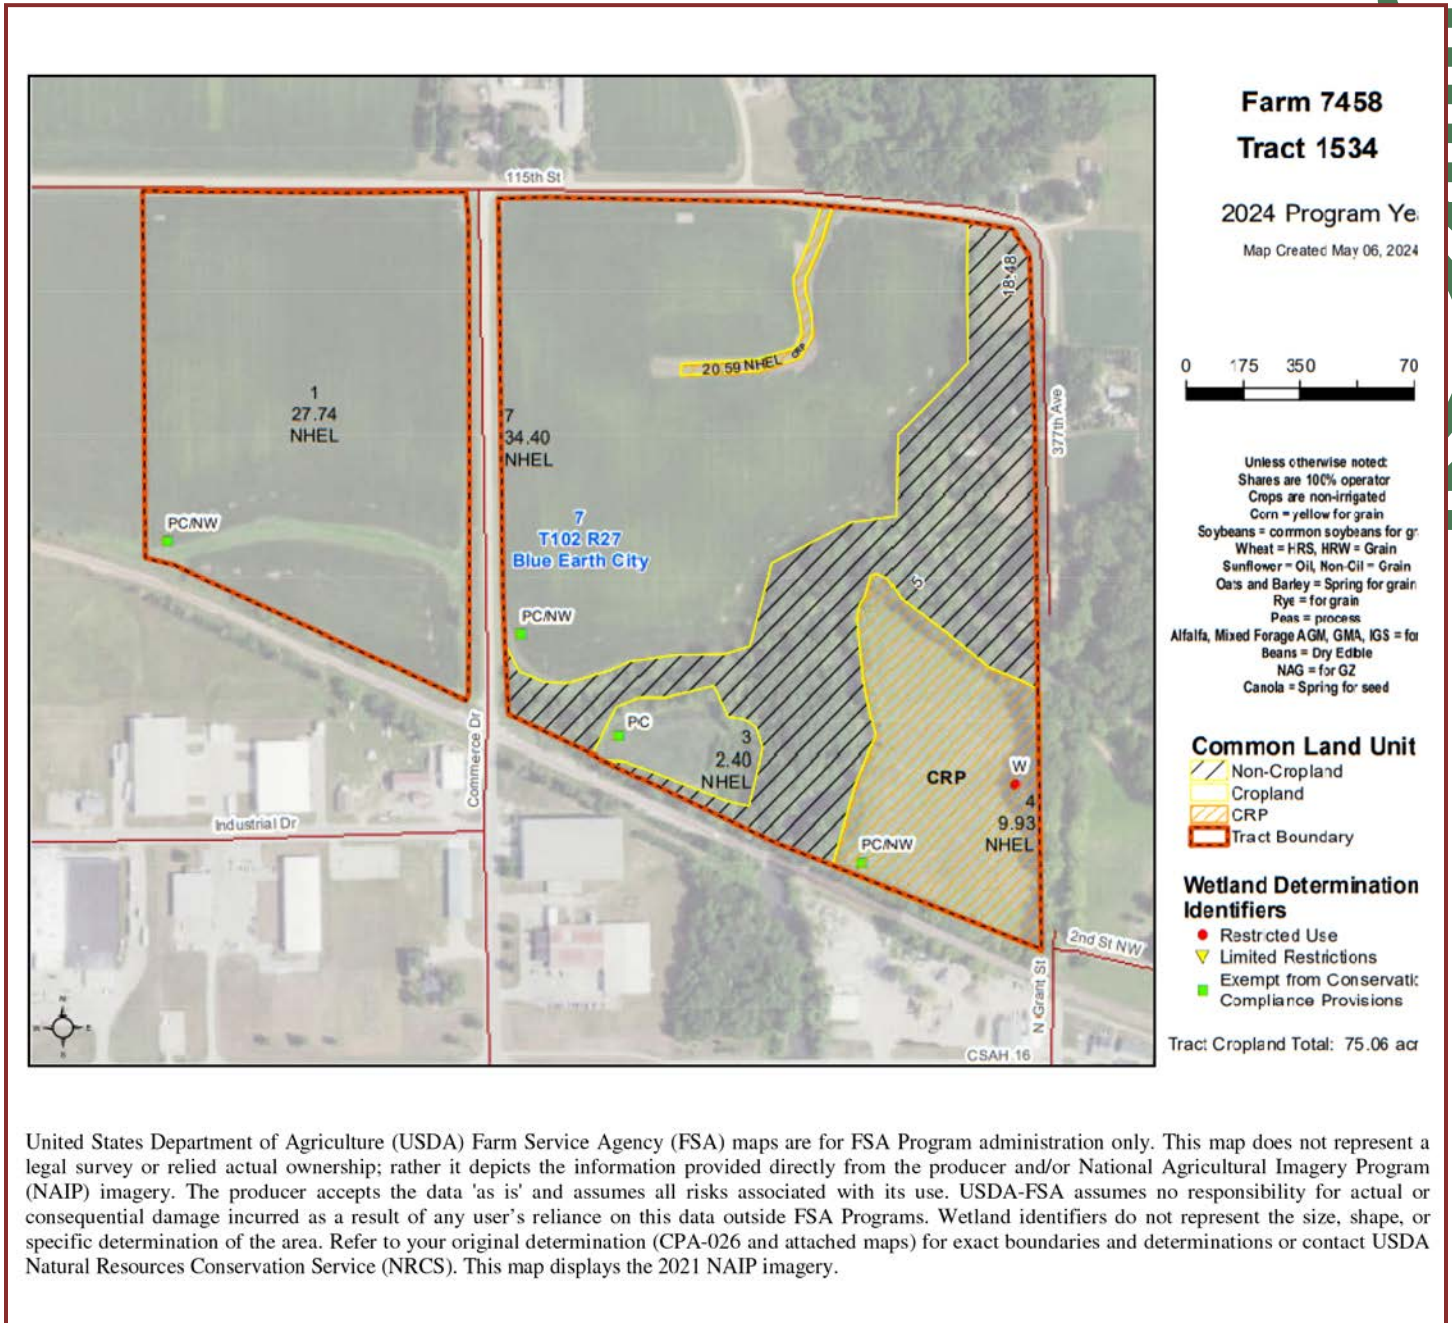 Farm 7458
Tract 1534
2024 Program Yea
Map Created May 06, 2024
0 175 350 70
Unless otherwise noted:
Shares are 100% operator
Crops are non-irrigated
Corn = yellow for grain
Soybeans = common soybeans for gr
Wheat = HRS, HRW = Grain
Sunflower = Oil, Non-Oil = Grain
Oats and Barley = Spring for grain
Rye = for grain
Peas = process
Alfalfa, Mixed Forage AGM, GMA, IGS = for
Beans = Dry Edible
NAG = for GZ
Canola = Spring for seed
Common Land Unit
Non-Cropland
Cropland
CRP
Tract Boundary
Wetland Determination
Identifiers
Restricted Use
Limited Restrictions
Exempt from Conservatic
Compliance Provisions
Tract Cropland Total: 75.06 acr
115th St
18.48
20.59 NHEL
CRP
1
27.74
NHEL
7
34.40
NHEL
377th Ave
PC/NW
7
T102 R27
Blue Earth City
5
PC/NW
PC
3
2.40
NHEL
CRP
W
4
9.93
NHEL
PC/NW
Commerce Dr
Industrial Dr
2nd St NW
N Grant St
CSAH 16
N
W
E
S
United States Department of Agriculture (USDA) Farm Service Agency (FSA) maps are for FSA Program administration only. This map does not represent a
legal survey or relied actual ownership; rather it depicts the information provided directly from the producer and/or National Agricultural Imagery Program
(NAIP) imagery. The producer accepts the data 'as is' and assumes all risks associated with its use. USDA-FSA assumes no responsibility for actual or
consequential damage incurred as a result of any user's reliance on this data outside FSA Programs. Wetland identifiers do not represent the size, shape, or
specific determination of the area. Refer to your original determination (CPA-026 and attached maps) for exact boundaries and determinations or contact USDA
Natural Resources Conservation Service (NRCS). This map displays the 2021 NAIP imagery.